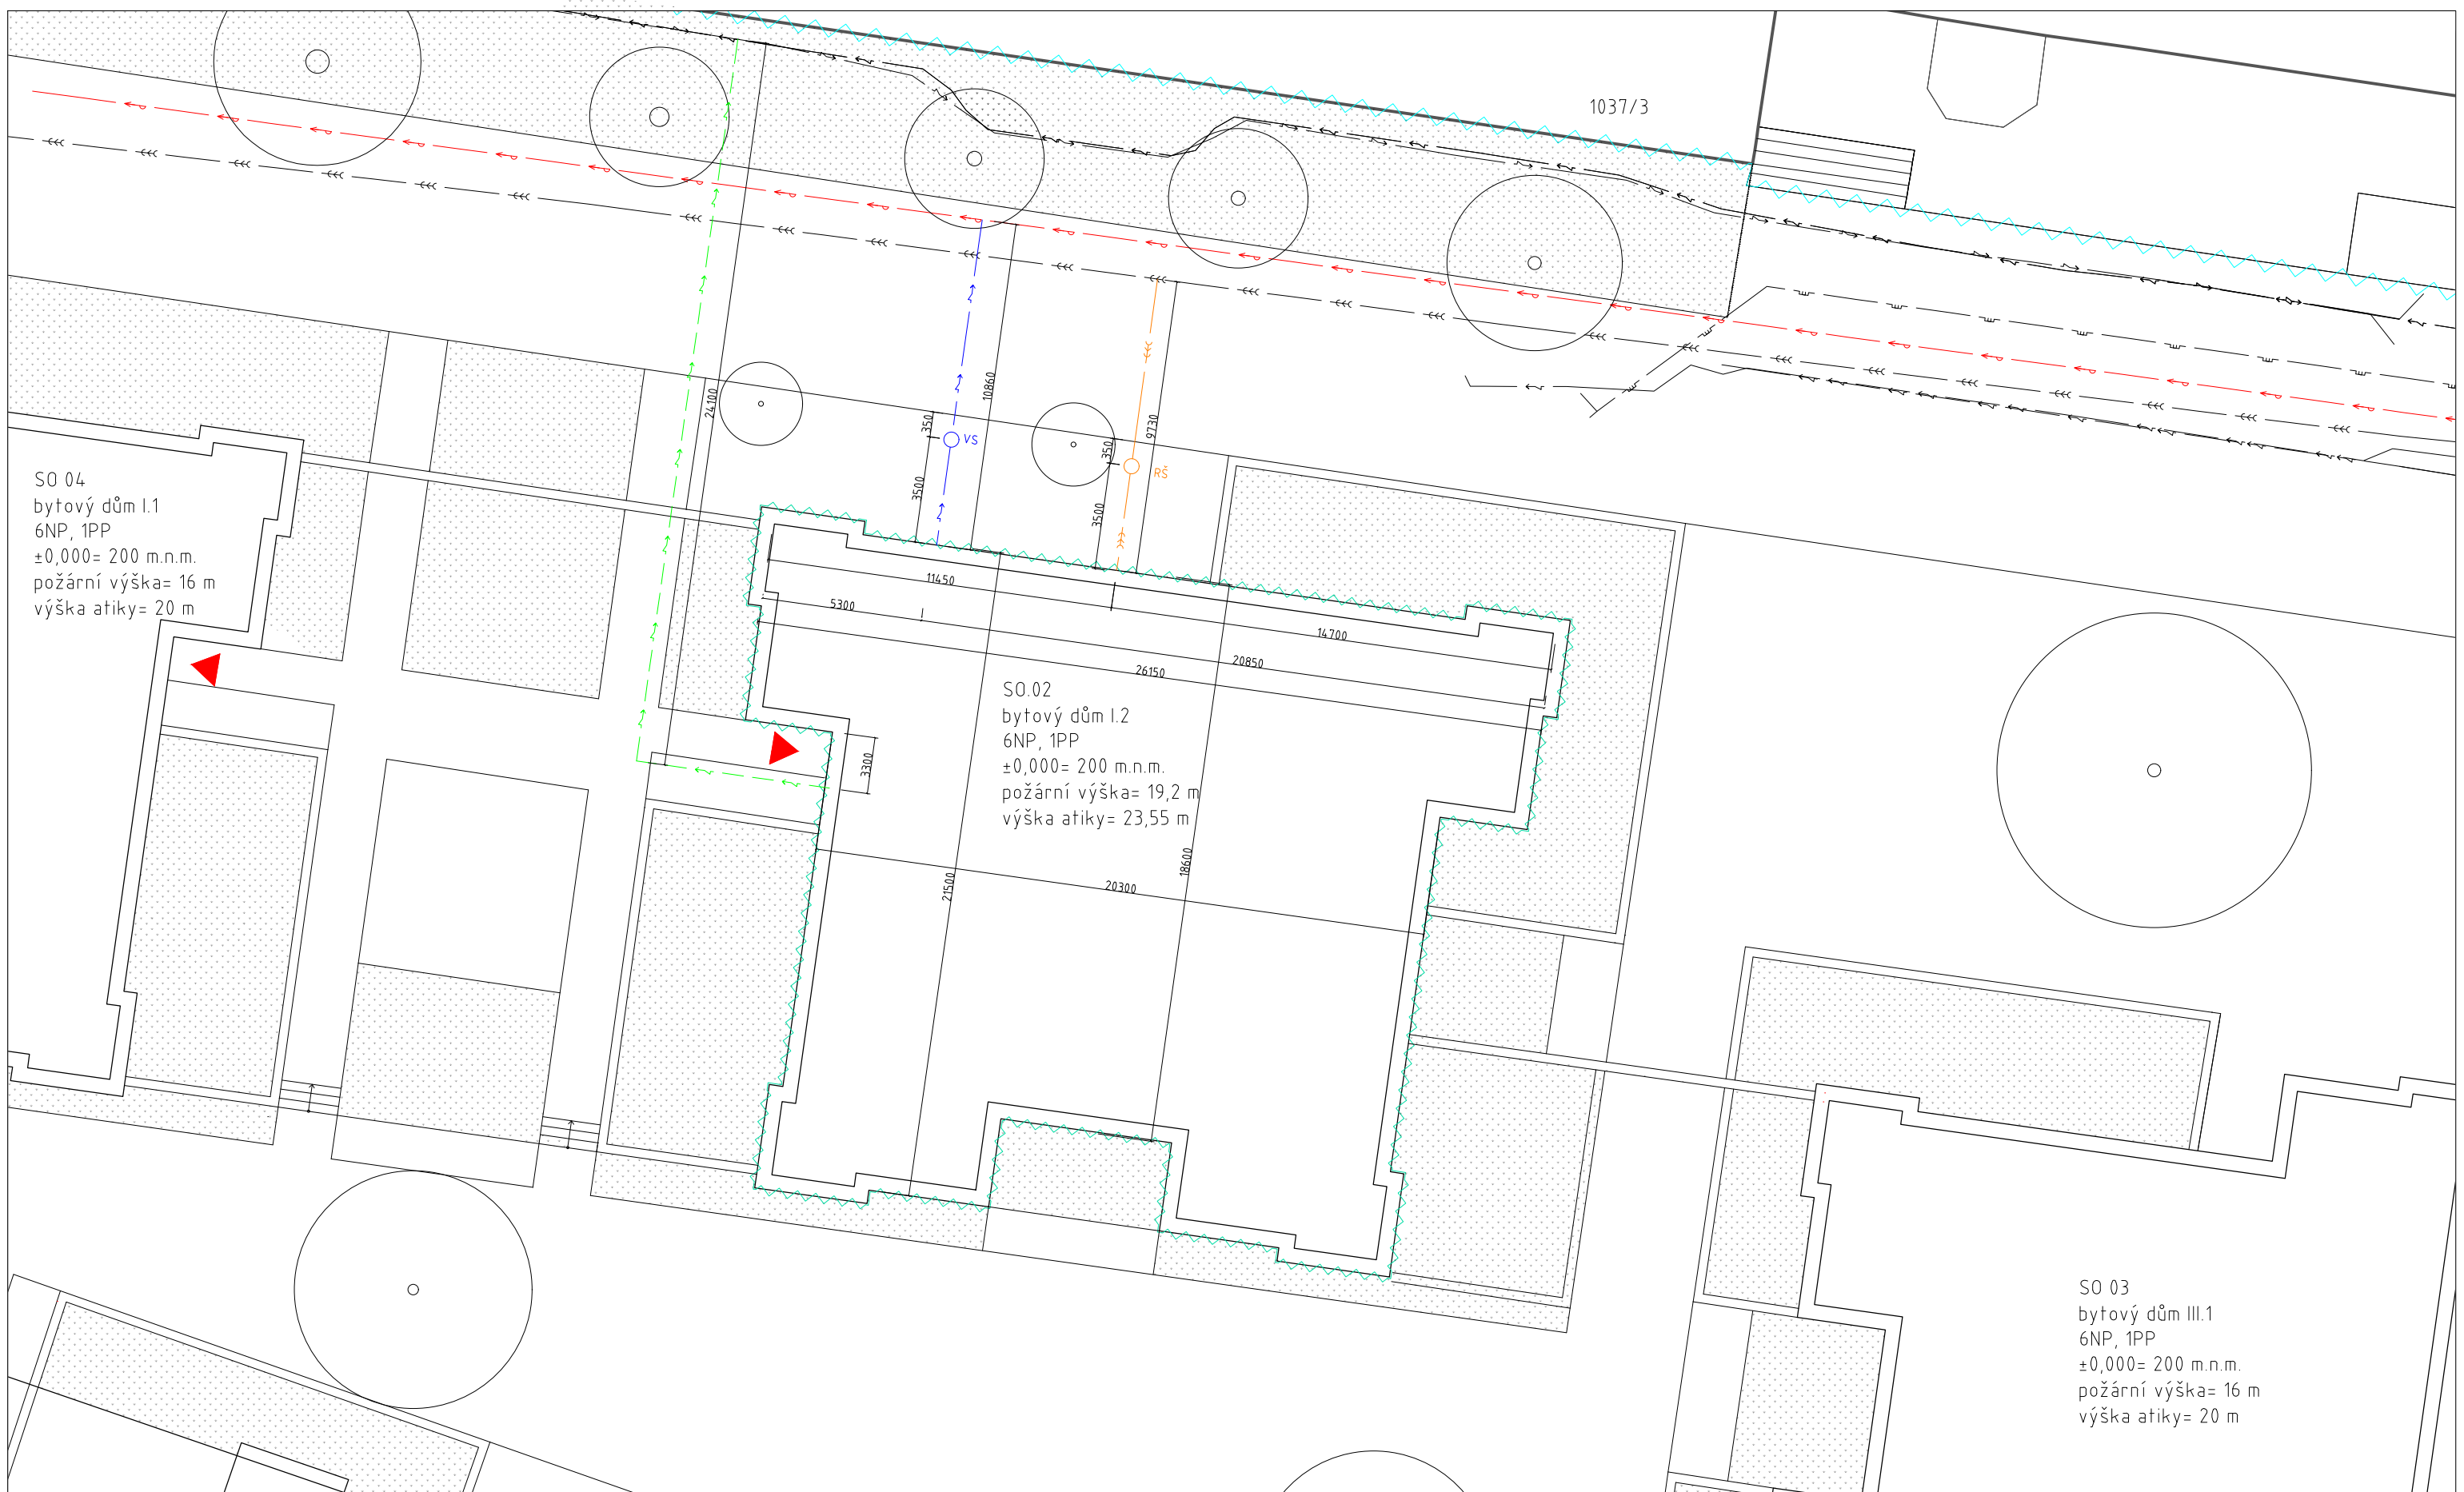 1037/3
24100
350
VS
10860
350
9730
RŠ
3500
3500
SO 04
bytový dům I.1
6NP, 1PP
±0,000= 200 m.n.m.
požární výška= 16 m
výška atiky= 20 m
11450
5300
14700
20850
26150
SO.02
bytový dům I.2
6NP, 1PP
±0,000= 200 m.n.m.
požární výška= 19,2 m
výška atiky= 23,55 m
3300
18600
21500
20300
SO 03
bytový dům III.1
6NP, 1PP
±0,000= 200 m.n.m.
požární výška= 16 m
výška atiky= 20 m